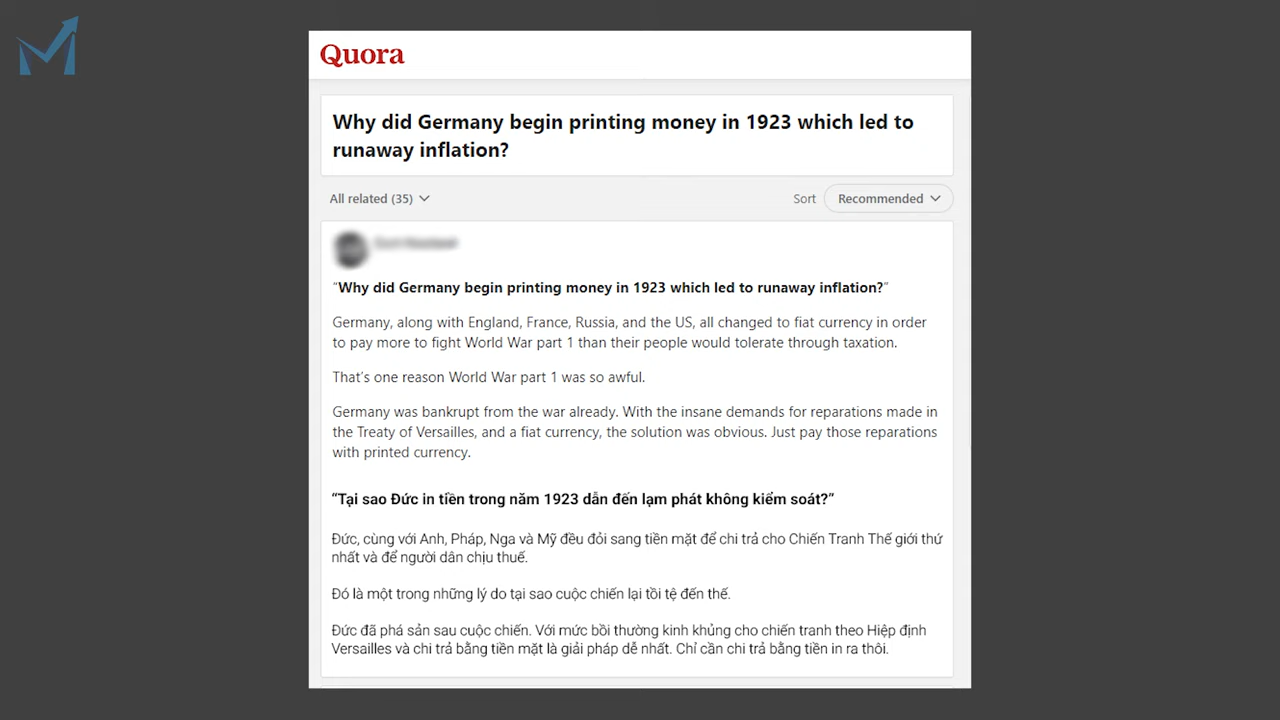 Quora
Why did Germany begin printing money in 1923 which led to
runaway inflation?
All related (35)
Sort Recommended
"Why did Germany begin printing money in 1923 which led to runaway inflation?"
Germany, along with England, France, Russia, and the US, all changed to fiat currency in order
to pay more to fight World War part 1 than their people would tolerate through taxation.
That's one reason World War part 1 was so awful.
Germany was bankrupt from the war already. With the insane demands for reparations made in
the Treaty of Versailles, and a fiat currency, the solution was obvious. Just pay those reparations
with printed currency.
"Tại sao Đức in tiền trong năm 1923 dẫn đến lạm phát không kiểm soát?"
Đức, cùng với Anh, Pháp, Nga và Mỹ đều đổi sang tiền mặt để chi trả cho Chiến Tranh Thế giới thứ
nhất và để người dân chịu thuế.
Đó là một trong những lý do tại sao cuộc chiến lại tồi tệ đến thế.
Đức đã phá sản sau cuộc chiến. Với mức bồi thường kinh khủng cho chiến tranh theo Hiệp định
Versailles và chi trả bằng tiền mặt là giải pháp dễ nhất. Chỉ cần chi trả bằng tiền in ra thôi.